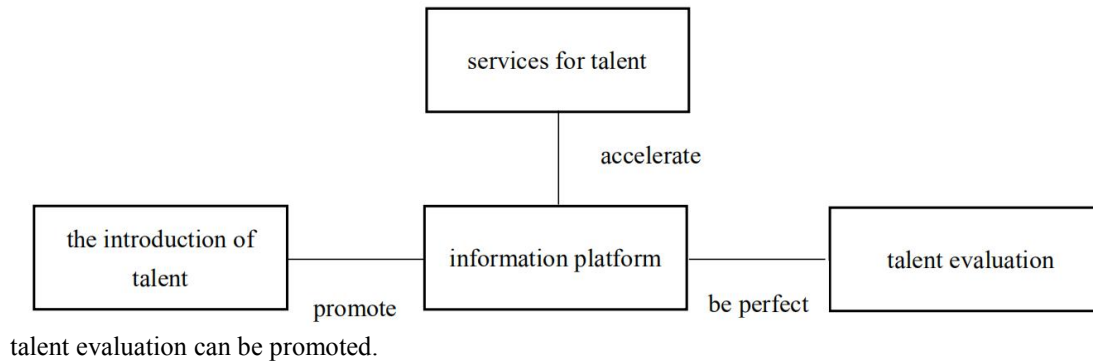 services for talent
accelerate
the introduction of
talent
information platform
talent evaluation
promote
be perfect
talent evaluation can be promoted.